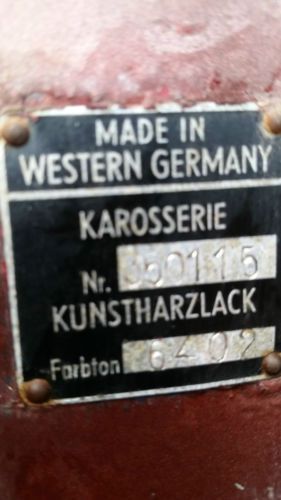 MADE IN
WESTERN GERMANY
KAROSSERIE
Nr. 050115
KUNSTHARZLACK
Farbton 6402